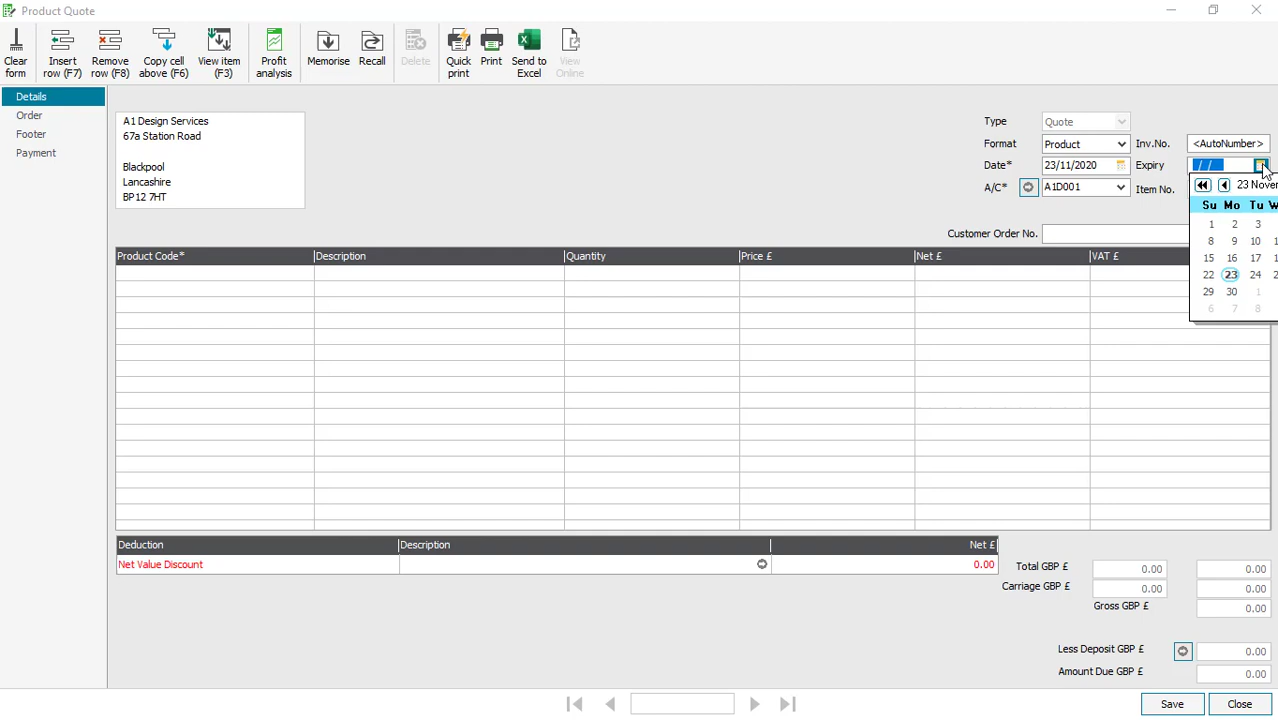 Product Quote
Clear form
Insert row (F7)
Remove row (F8)
Copy cell above (F6)
View item (F3)
Profit analysis
Memorise
Recall
Delete
Quick print
Print
Send to Excel
View Online
Details
Order
Footer
Payment
A1 Design Services
67a Station Road
Blackpool
Lancashire
BP12 7HT
Type Quote
Format Product Inv.No. <AutoNumber>
Date* 23/11/2020 Expiry / /
A/C* A1D001 Item No.
Customer Order No.
23 Nover
Su Mo Tu W
1 2 3
8 9 10 1
15 16 17 1
22 23 24 2
29 30 1
6 7 8
Product Code* Description Quantity Price £ Net £ VAT £
Deduction Description Net £
Net Value Discount 0.00
Total GBP £ 0.00 0.00
Carriage GBP £ 0.00 0.00
Gross GBP £ 0.00
Less Deposit GBP £ 0.00
Amount Due GBP £ 0.00
Save Close